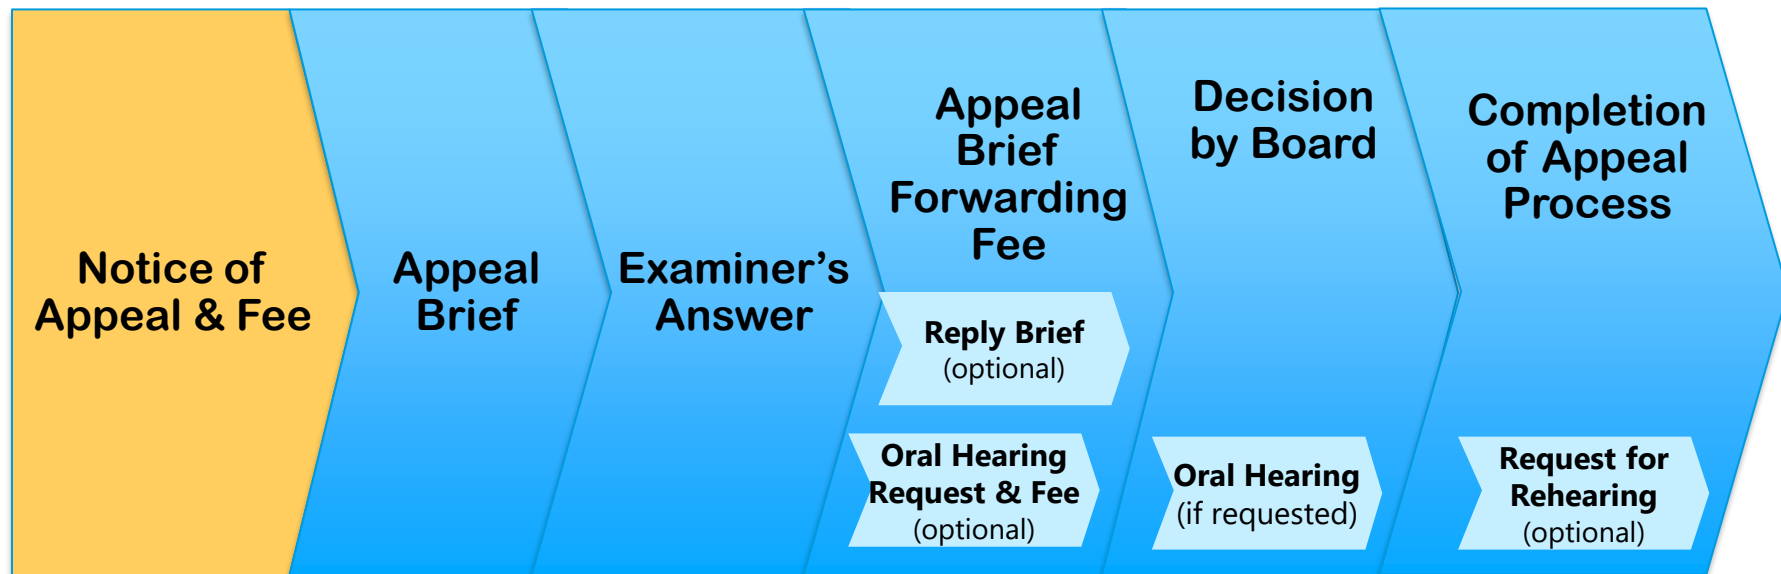 Notice of
Appeal & Fee
Appeal
Brief
Examiner’s
Answer
Appeal
Brief
Forwarding
Fee
Reply Brief
(optional)
Oral Hearing
Request & Fee
(optional)
Decision
by Board
Oral Hearing
(if requested)
Completion
of Appeal
Process
Request for
Rehearing
(optional)